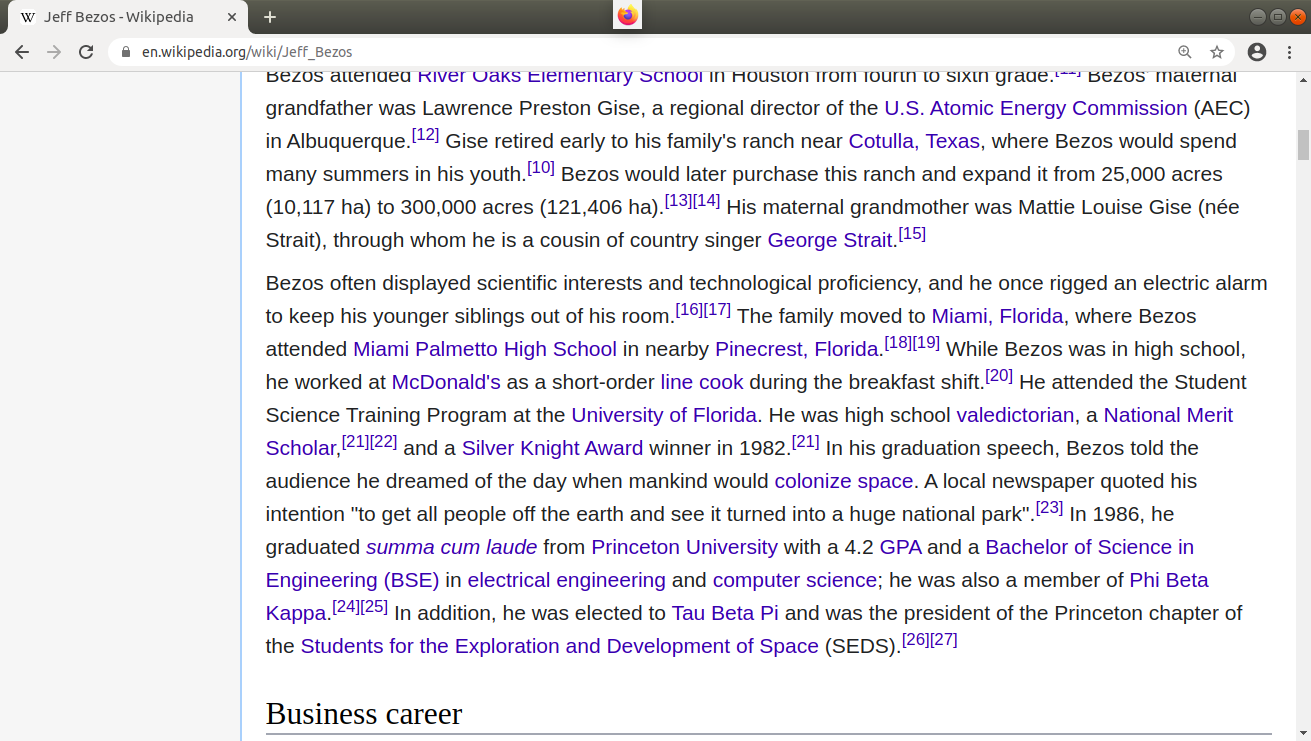 Jeff Bezos - Wikipedia
en.wikipedia.org/wiki/Jeff_Bezos
Bezos attended River Oaks Elementary School in Houston from fourth to sixth grade.[11] Bezos' maternal
grandfather was Lawrence Preston Gise, a regional director of the U.S. Atomic Energy Commission (AEC)
in Albuquerque.[12] Gise retired early to his family's ranch near Cotulla, Texas, where Bezos would spend
many summers in his youth.[10] Bezos would later purchase this ranch and expand it from 25,000 acres
(10,117 ha) to 300,000 acres (121,406 ha).[13][14] His maternal grandmother was Mattie Louise Gise (née
Strait), through whom he is a cousin of country singer George Strait.[15]
Bezos often displayed scientific interests and technological proficiency, and he once rigged an electric alarm
to keep his younger siblings out of his room.[16][17] The family moved to Miami, Florida, where Bezos
attended Miami Palmetto High School in nearby Pinecrest, Florida.[18][19] While Bezos was in high school,
he worked at McDonald's as a short-order line cook during the breakfast shift.[20] He attended the Student
Science Training Program at the University of Florida. He was high school valedictorian, a National Merit
Scholar,[21][22] and a Silver Knight Award winner in 1982.[21] In his graduation speech, Bezos told the
audience he dreamed of the day when mankind would colonize space. A local newspaper quoted his
intention "to get all people off the earth and see it turned into a huge national park".[23] In 1986, he
graduated summa cum laude from Princeton University with a 4.2 GPA and a Bachelor of Science in
Engineering (BSE) in electrical engineering and computer science; he was also a member of Phi Beta
Kappa.[24][25] In addition, he was elected to Tau Beta Pi and was the president of the Princeton chapter of
the Students for the Exploration and Development of Space (SEDS).[26][27]
Business career